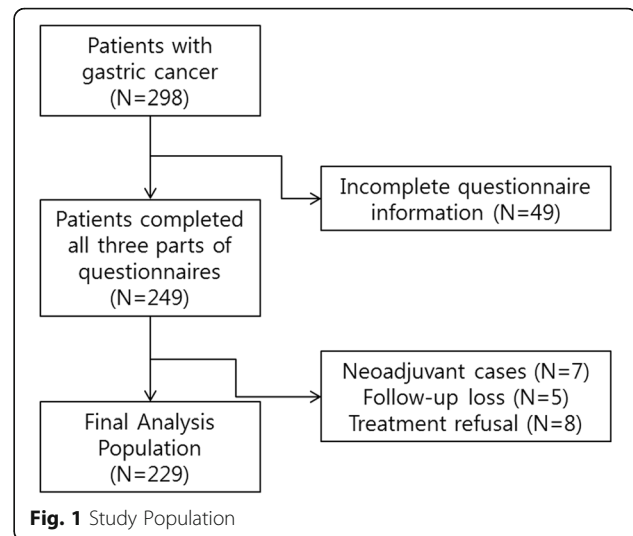 Patients with
gastric cancer
(N=298)
Incomplete questionnaire
information (N=49)
Patients completed
all three parts of
questionnaires
(N=249)
Neoadjuvant cases (N=7)
Follow-up loss (N=5)
Treatment refusal (N=8)
Final Analysis
Population
(N=229)
Fig. 1 Study Population